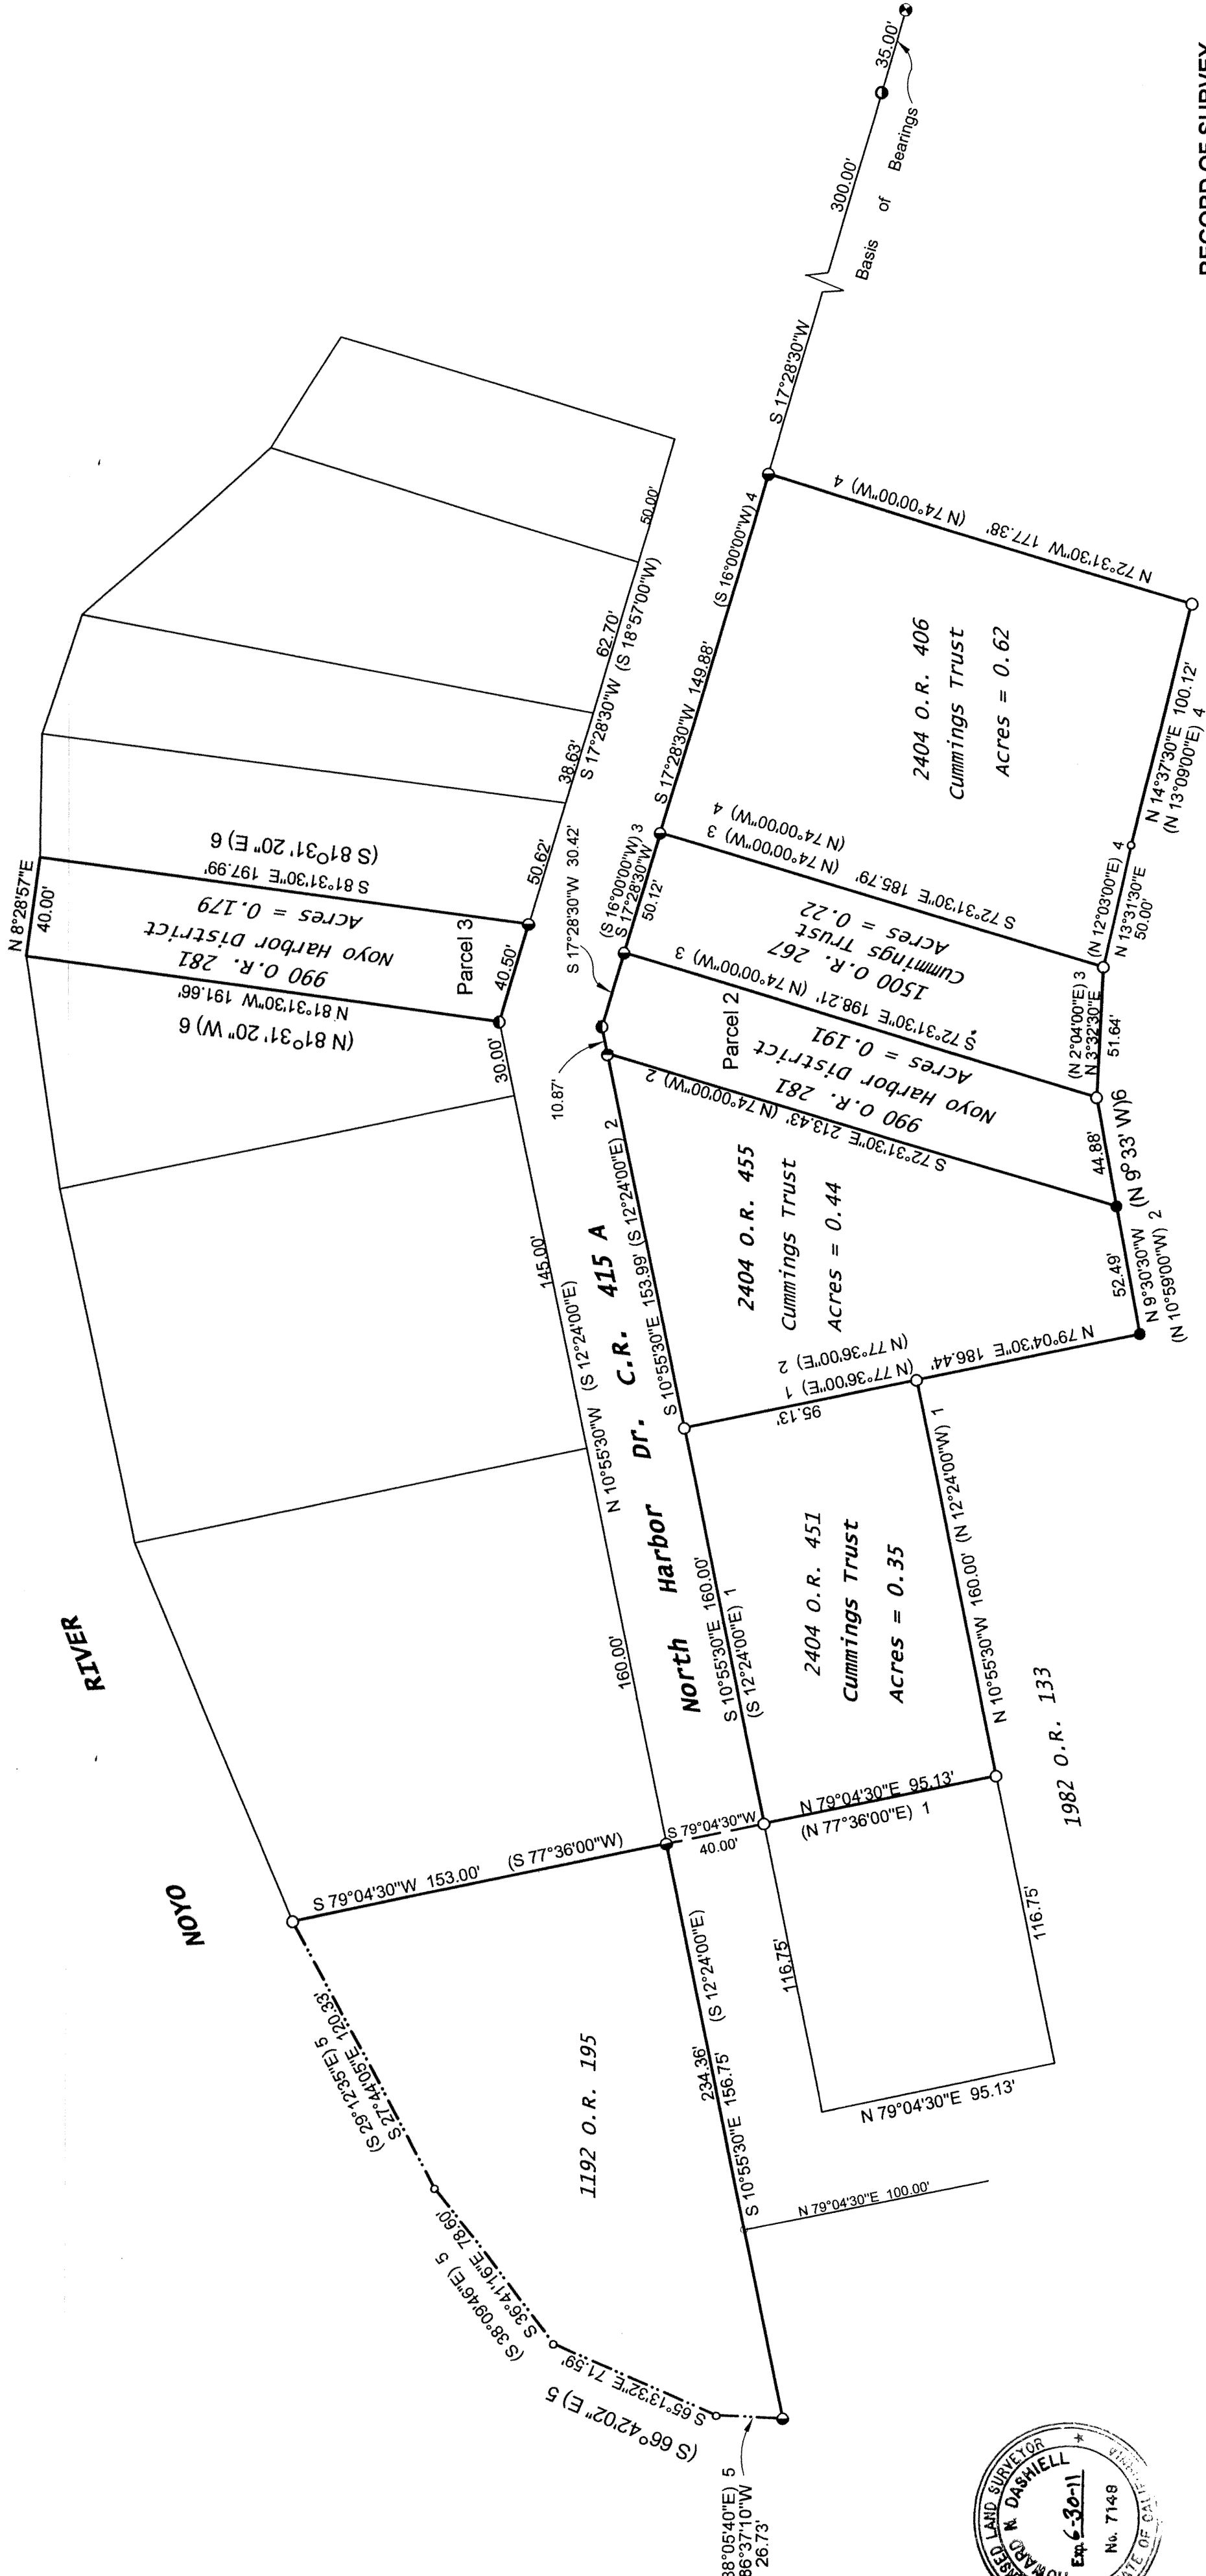 RECORD OF SURVEY
35.00'
300.00'
Basis of Bearings
S 17°28'30"W
50.00'
62.70'
S 17°28'30"W (S 18°57'00"W)
38.63'
50.62'
40.50'
S 17°28'30"W 30.42'
30.00'
10.87'
N 8°28'57"E
40.00'
(S 81°31'20"E) 6
S 81°31'30"E 197.99'
Acres = 0.179
Noyo Harbor District
990 O.R. 281
Parcel 3
N 81°31'30"W 191.66'
(N 81°31'20"W) 6
(S 16°00'00"W) 4
S 17°28'30"W 149.88'
(N 74°00'00"W) 4
N 72°31'30"W 177.38'
2404 O.R. 406
Cummings Trust
Acres = 0.62
N 14°37'30"E 100.12'
(N 13°09'00"E) 4
(N 12°03'00"E) 4
N 13°31'30"E
50.00'
(S 16°00'00"W) 3
S 17°28'30"W
50.12'
(N 74°00'00"W) 4
(N 74°00'00"W) 3
S 72°31'30"E 185.79'
1500 O.R. 267
Cummings Trust
Acres = 0.22
(N 2°04'00"E) 3
N 3°32'30"E
51.64'
S 72°31'30"E 198.21' (N 74°00'00"W) 3
Parcel 2
990 O.R. 281
Noyo Harbor District
Acres = 0.191
44.88'
(N 9°33' W)6
S 72°31'30"E 213.43' (N 74°00'00"W) 2
2404 O.R. 455
Cummings Trust
Acres = 0.44
52.49'
N 9°30'30"W
(N 10°59'00"W) 2
S 10°55'30"E 153.99' (S 12°24'00"E) 2
(N 77°36'00"E) 2
(N 77°36'00"E) 1
95.13'
N 79°04'30"E 186.44'
145.00'
N 10°55'30"W (S 12°24'00"E)
160.00'
North Harbor Dr. C.R. 415 A
S 10°55'30"E 160.00'
(S 12°24'00"E) 1
2404 O.R. 451
Cummings Trust
Acres = 0.35
N 10°55'30"W 160.00' (N 12°24'00"W) 1
1982 O.R. 133
N 79°04'30"E 95.13'
(N 77°36'00"E) 1
S 79°04'30"W
40.00'
NOYO RIVER
S 79°04'30"W 153.00' (S 77°36'00"W)
116.75'
116.75'
N 79°04'30"E 95.13'
N 79°04'30"E 100.00'
1192 O.R. 195
234.36'
S 10°55'30"E 156.75' (S 12°24'00"E)
(S 29°12'35"E) 5
S 27°44'05"E 120.33'
(S 38°09'46"E) 5
S 36°41'16"E 78.60'
(S 66°42'02"E) 5
S 65°13'32"E 71.59'
38°05'40"E) 5
86°37'10"W
26.73'
LAND SURVEYOR
DASHIELL
Exp. 6-30-11
No. 7148